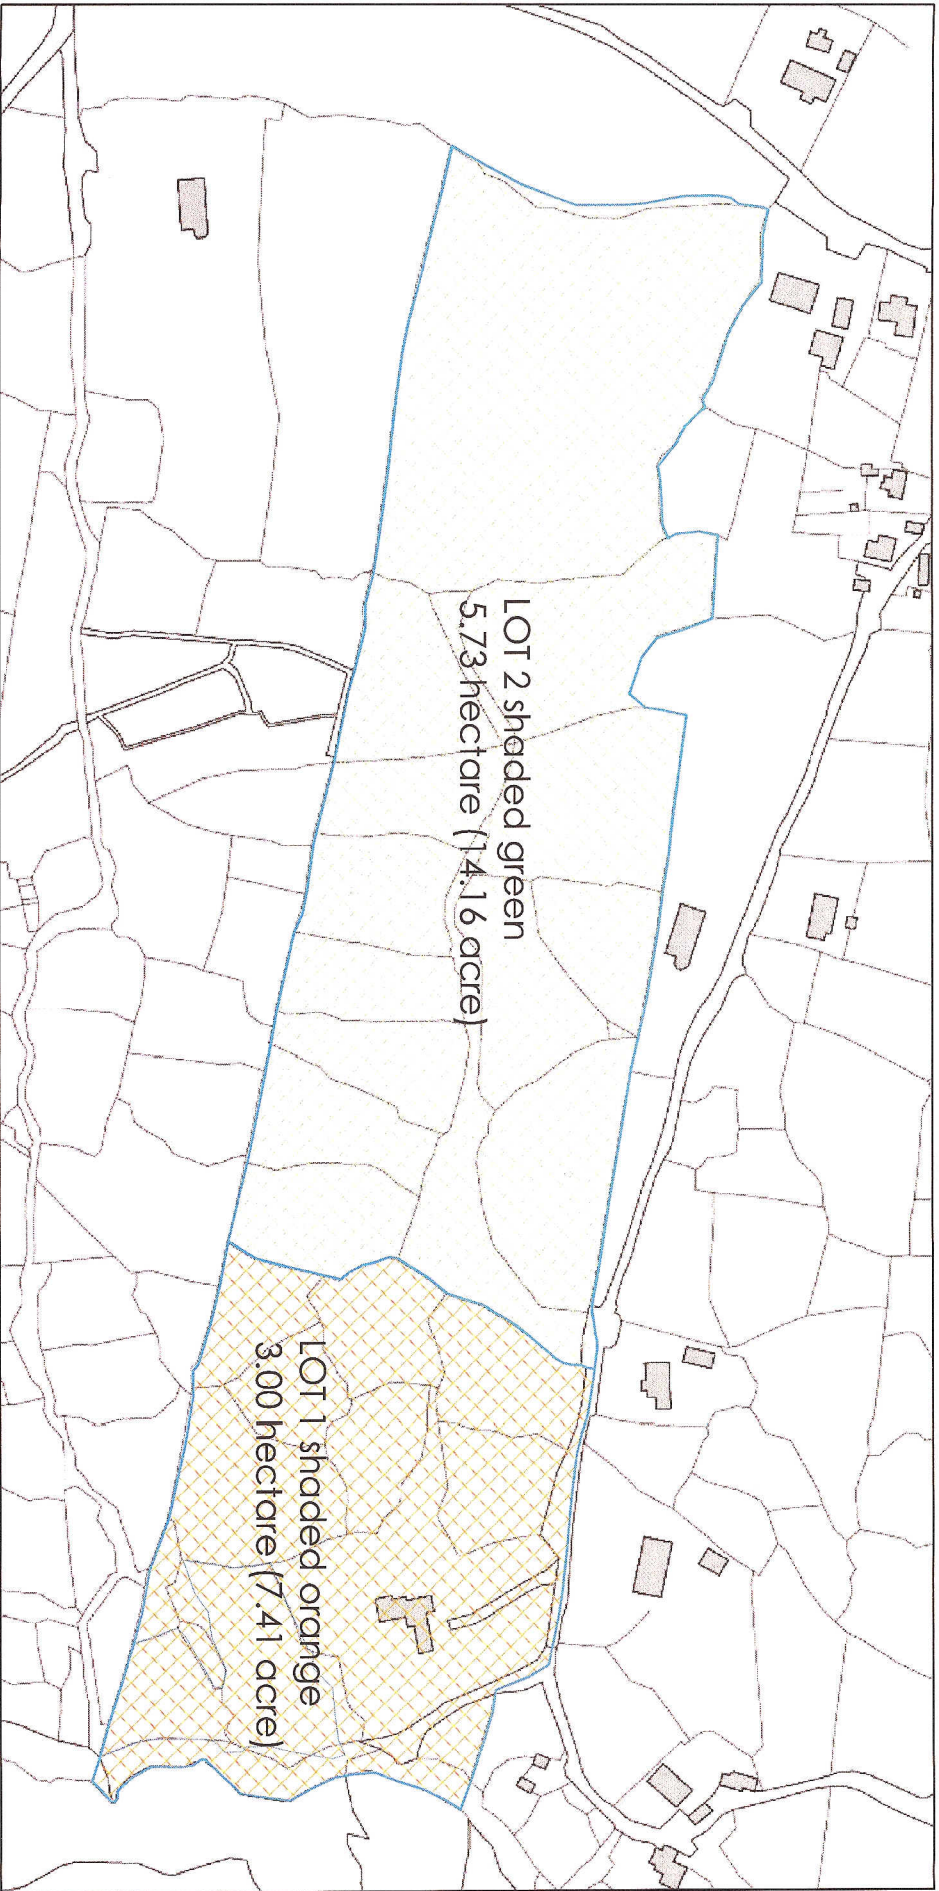 LOT 2 shaded green
5.73 hectare (14.16 acre)
LOT 1 shaded orange
3.00 hectare (7.41 acre)